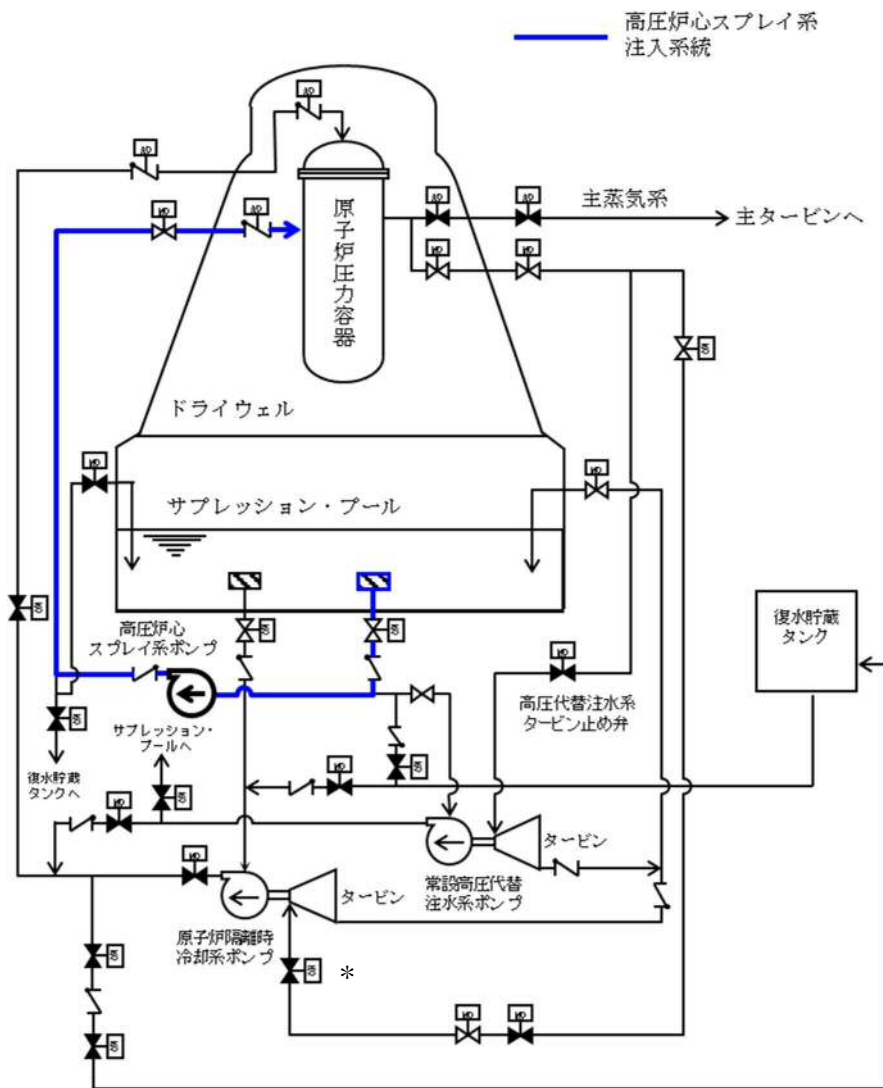 高圧炉心スプレイ系
注入系統
主蒸気系
主タービンへ
原子炉圧力容器
ドライウェル
サプレッション・プール
高圧炉心
スプレイ系ポンプ
復水貯蔵
タンク
高圧代替注水系
タービン止め弁
サプレッション・
プールへ
復水貯蔵
タンクへ
タービン
常設高圧代替
注水系ポンプ
タービン
原子炉隔離時
冷却系ポンプ
*